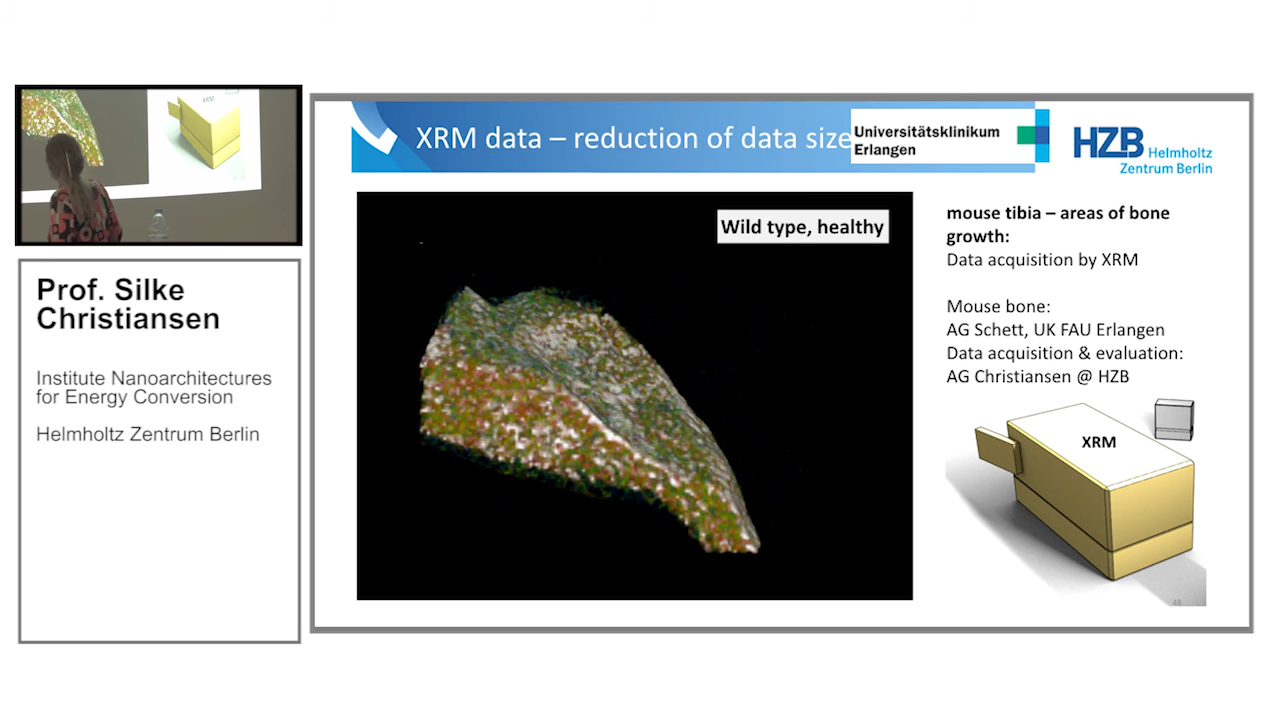 XRM
Prof. Silke
Christiansen
Institute Nanoarchitectures
for Energy Conversion
Helmholtz Zentrum Berlin
XRM data – reduction of data size
Universitätsklinikum
Erlangen
HZB Helmholtz
Zentrum Berlin
Wild type, healthy
mouse tibia – areas of bone
growth:
Data acquisition by XRM
Mouse bone:
AG Schett, UK FAU Erlangen
Data acquisition & evaluation:
AG Christiansen @ HZB
XRM